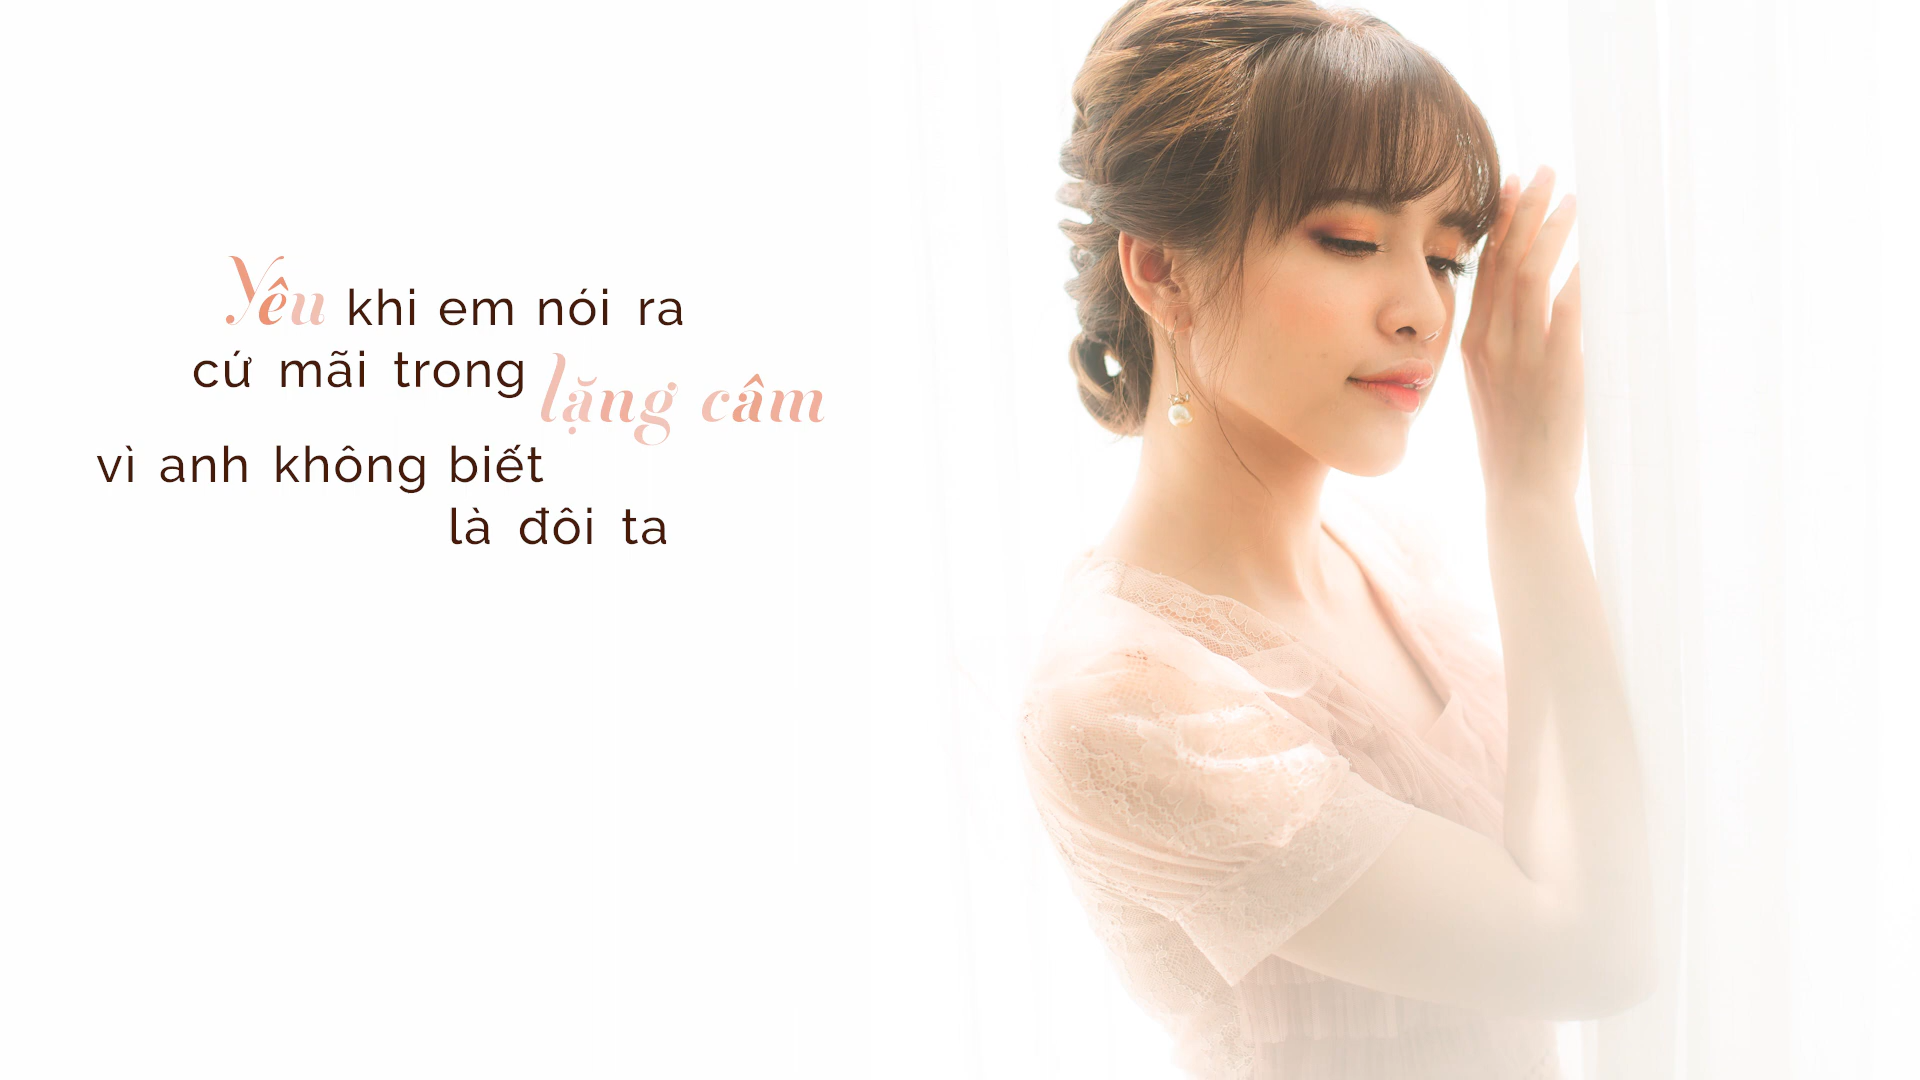 Yêu khi em nói ra
cứ mãi trong lặng câm
vì anh không biết
là đôi ta